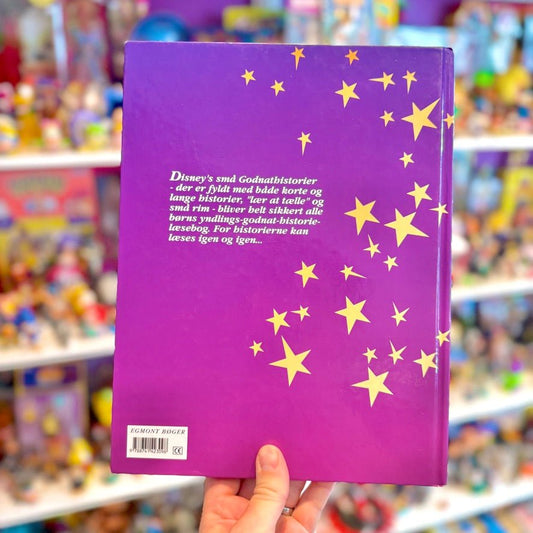 Disney's små Godnathistorier
- der er fyldt med både korte og
lange historier, "lær at tælle" og
små rim - bliver helt sikkert alle
børns yndlings-godnat-historie-
læsebog. For historierne kan
læses igen og igen...
EGMONT BØGER
CE